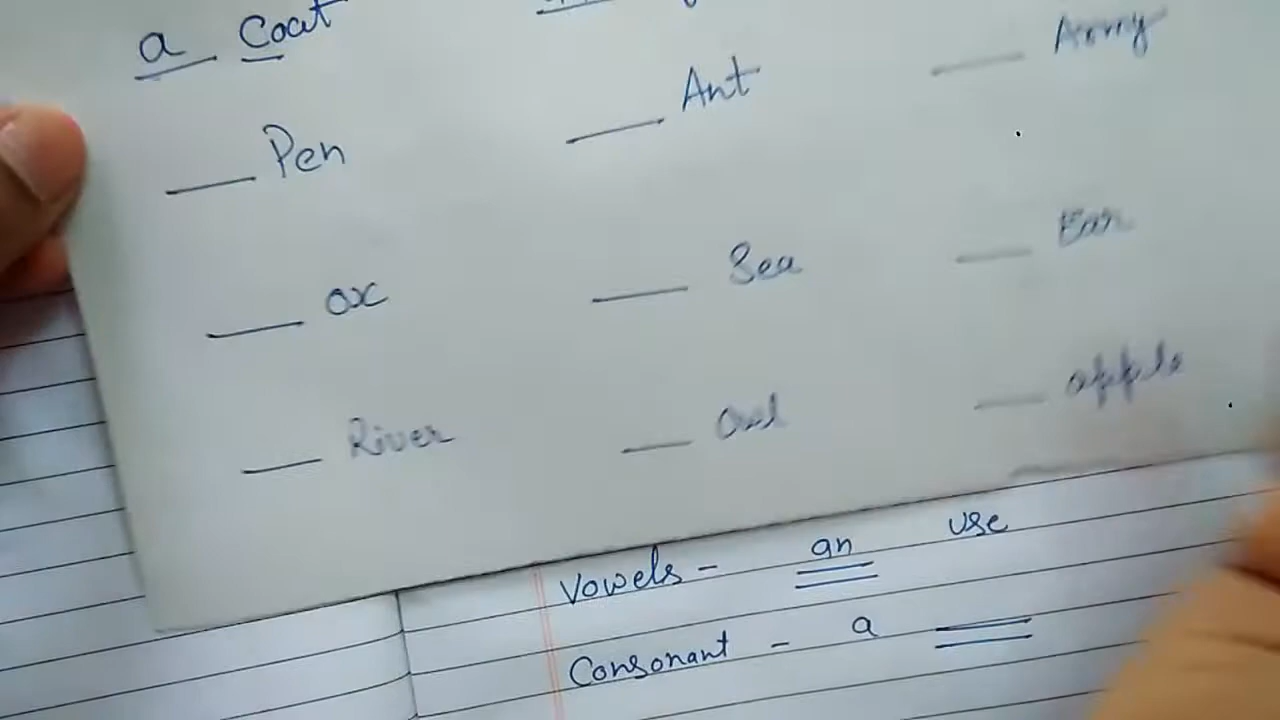 a Coat
___ Pen ___ Ant ___ Army
___ ox ___ Sea ___ Ear
___ River ___ Owl ___ apple
Vowels - an use
Consonant - a